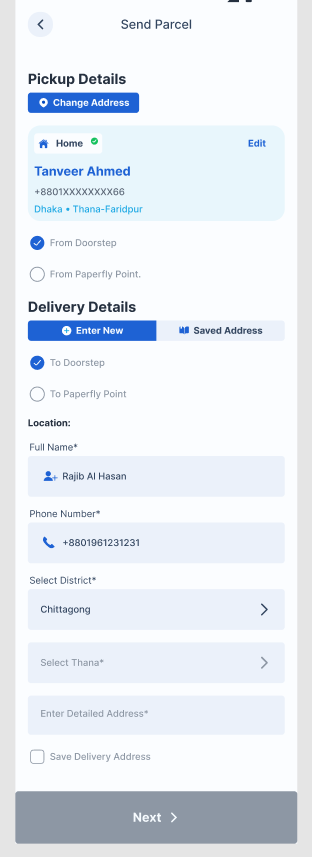 Send Parcel
Pickup Details
Change Address
Home
Edit
Tanveer Ahmed
+8801XXXXXXXX66
Dhaka • Thana-Faridpur
From Doorstep
From Paperfly Point.
Delivery Details
Enter New
Saved Address
To Doorstep
To Paperfly Point
Location:
Full Name*
Rajib Al Hasan
Phone Number*
+8801961231231
Select District*
Chittagong
Select Thana*
Enter Detailed Address*
Save Delivery Address
Next